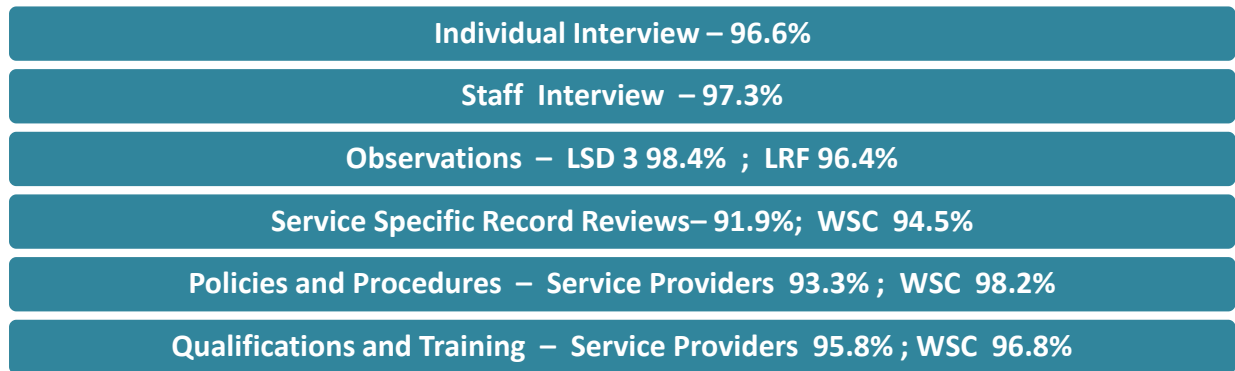 Individual Interview – 96.6%
Staff Interview – 97.3%
Observations – LSD 3 98.4% ; LRF 96.4%
Service Specific Record Reviews– 91.9%; WSC 94.5%
Policies and Procedures – Service Providers 93.3% ; WSC 98.2%
Qualifications and Training – Service Providers 95.8% ; WSC 96.8%